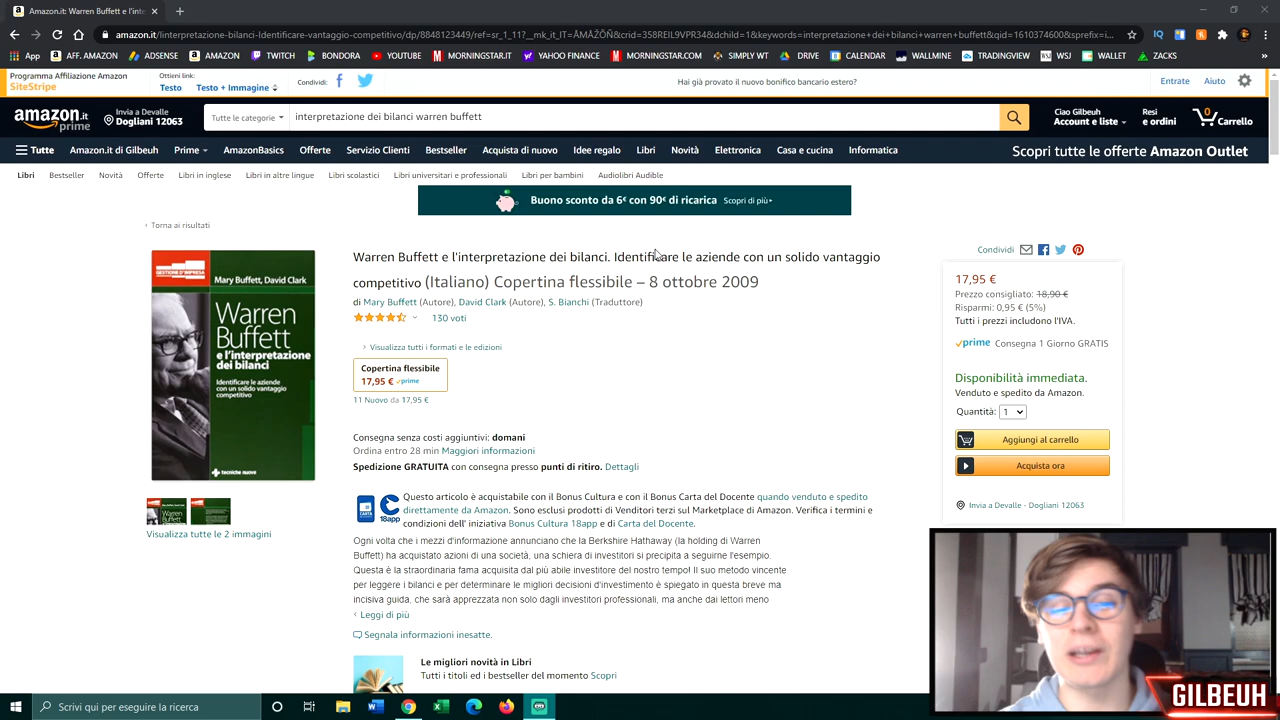 Amazon.it: interpretazione dei bi
amazon.it/interpretazione-bilanci-Identificare-vantaggio-competitivo/dp/8848123449/ref=sr_1_11?__mk_it_IT=ÅMÅŽÕÑ&crid=358REIL9VPR34&dchild=1&keywords=interpretazione+dei+bilanci+warren+buffett&qid=1610374600&sprefix=i...
App
AFF. AMAZON
ADSENSE
TWITCH
BONDORA
YOUTUBE
MORNINGSTAR.IT
YAHOO FINANCE
MORNINGSTAR.COM
SIMPLY WT
DRIVE
CALENDAR
WALLMINE
INVESTING
WSJ
WALLET
ZACKS
»
Programma Affiliazione Amazon
SiteStripe
Ottieni link:
Testo
Testo + Immagine
Condividi:
Hai già provato il nuovo bonifico bancario estero?
Entrate
Aiuto
amazon.it
prime
Invia a Devalle
Dogliani 12063
Tutte le categorie
interpretazione dei bilanci warren buffett
Ciao Gilbeuh
Account e liste
Resi
e ordini
0
Carrello
Tutte
Amazon.it di Gilbeuh
Prime
AmazonBasics
Offerte
Servizio Clienti
Bestseller
Acquista di nuovo
Idee regalo
Libri
Novità
Elettronica
Casa e cucina
Informatica
Scopri tutte le offerte Amazon Outlet
Libri
Bestseller
Novità
Offerte
Libri in inglese
Libri in altre lingue
Libri scolastici
Libri universitari e professionali
Libri per bambini
Audiolibri Audible
Buono sconto da 6€ con 90€ di ricarica Scopri di più
‹ Torna ai risultati
GESTIONE D'IMPRESA
Mary Buffett, David Clark
Warren
Buffett
e l'interpretazione
dei bilanci
Identificare le aziende
con un solido vantaggio
competitivo
tecniche nuove
Visualizza tutte le 2 immagini
Warren Buffett e l'interpretazione dei bilanci. Identificare le aziende con un solido vantaggio
competitivo (Italiano) Copertina flessibile – 8 ottobre 2009
di Mary Buffett (Autore), David Clark (Autore), S. Bianchi (Traduttore)
130 voti
› Visualizza tutti i formati e le edizioni
Copertina flessibile
17,95 € prime
11 Nuovo da 17,95 €
Consegna senza costi aggiuntivi: domani
Ordina entro 28 min Maggiori informazioni
Spedizione GRATUITA con consegna presso punti di ritiro. Dettagli
Questo articolo è acquistabile con il Bonus Cultura e con il Bonus Carta del Docente quando venduto e spedito
direttamente da Amazon. Sono esclusi prodotti di Venditori terzi sul Marketplace di Amazon. Verifica i termini e
condizioni dell' iniziativa Bonus Cultura 18app e di Carta del Docente.
18app
Ogni volta che i mezzi d'informazione annunciano che la Berkshire Hathaway (la holding di Warren
Buffett) ha acquistato azioni di una società, una schiera di investitori si precipita a seguirne l'esempio.
Questa è la straordinaria fama acquisita dal più abile investitore del nostro tempo! Il suo metodo vincente
per leggere i bilanci e per determinare le migliori decisioni d'investimento è spiegato in questa breve ma
incisiva guida, che sarà apprezzata non solo dagli investitori professionali, ma anche dai lettori meno
‹ Leggi di più
Segnala informazioni inesatte.
Le migliori novità in Libri
Tutti i titoli ed i bestseller del momento Scopri
Condividi
17,95 €
Prezzo consigliato: 18,90 €
Risparmi: 0,95 € (5%)
Tutti i prezzi includono l'IVA.
prime Consegna 1 Giorno GRATIS
Disponibilità immediata.
Venduto e spedito da Amazon.
Quantità: 1
Aggiungi al carrello
Acquista ora
Invia a Devalle - Dogliani 12063
GILBEUH
Scrivi qui per eseguire la ricerca